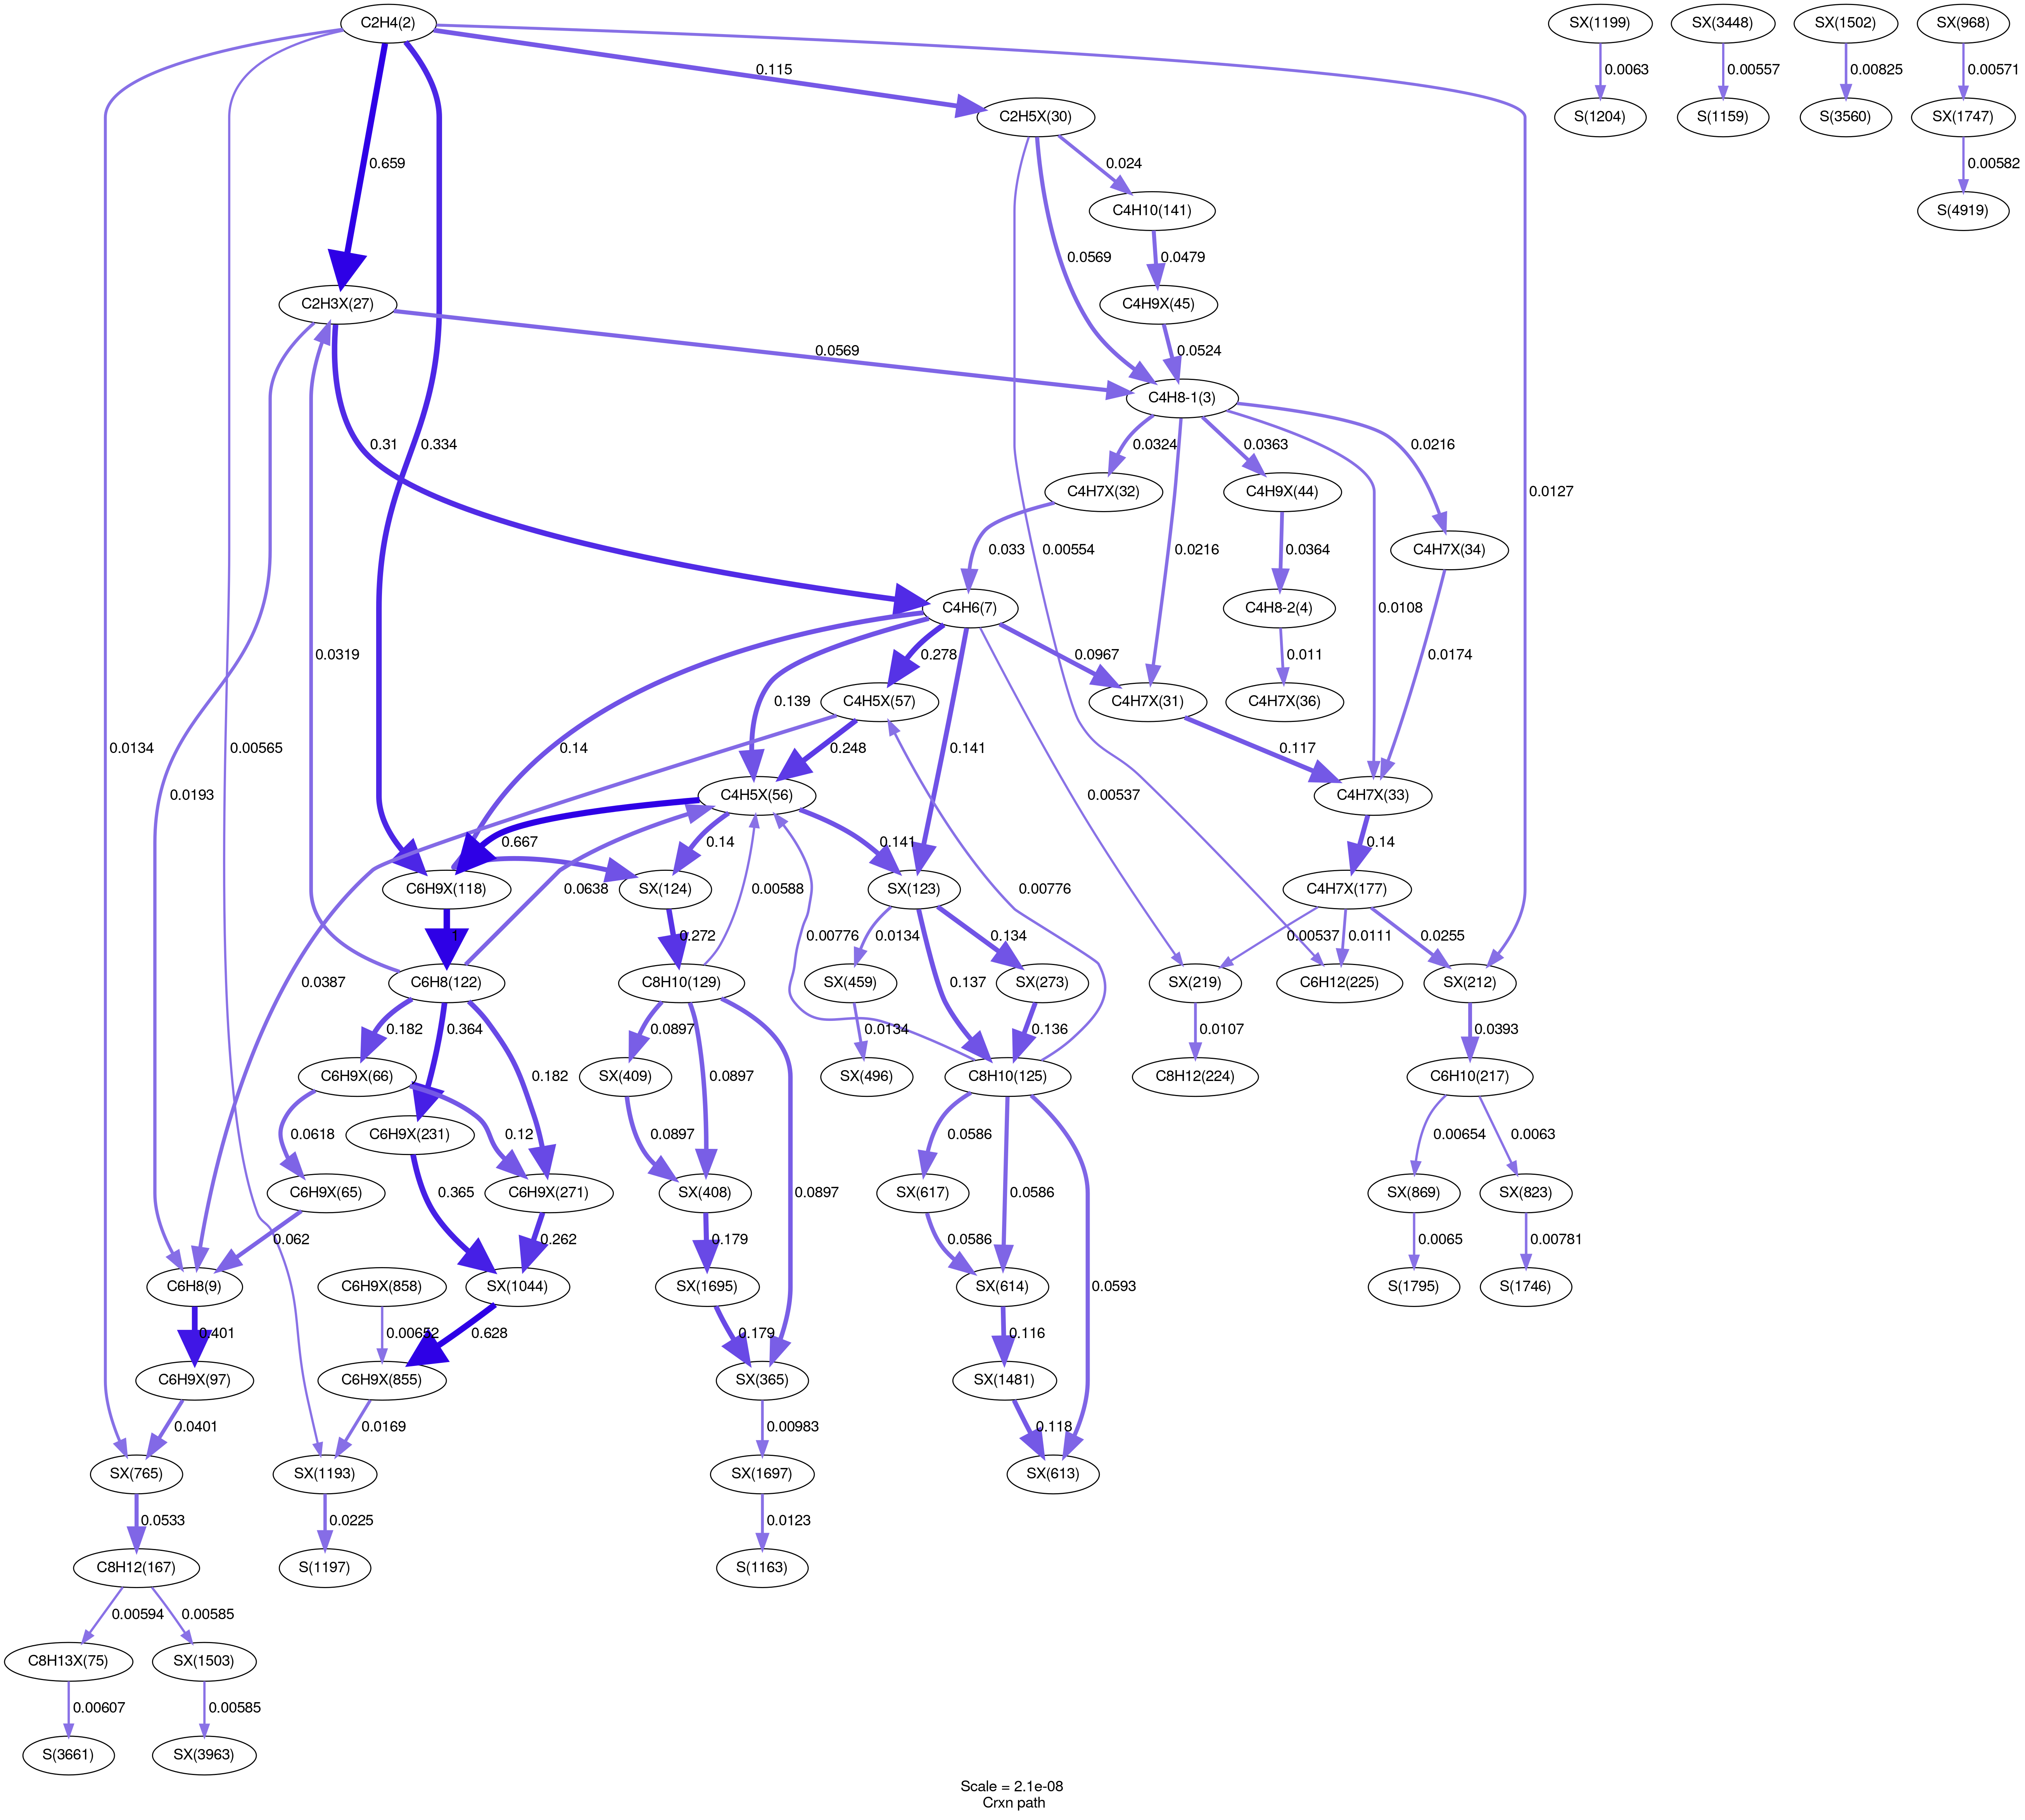 C2H4(2)
SX(1199)
SX(3448)
SX(1502)
SX(968)
0.115
0.0063
0.00557
0.00825
0.00571
C2H5X(30)
S(1204)
S(1159)
S(3560)
SX(1747)
0.659
0.024
0.00582
C4H10(141)
S(4919)
0.0569
0.0479
C2H3X(27)
C4H9X(45)
0.0569
0.0524
C4H8-1(3)
0.31
0.334
0.0324
0.0363
0.0216
C4H7X(32)
C4H9X(44)
0.0127
C4H7X(34)
0.033
0.00554
0.0216
0.0364
C4H6(7)
C4H8-2(4)
0.0108
0.0319
0.278
0.0967
0.011
0.0174
C4H5X(57)
C4H7X(31)
C4H7X(36)
0.0134
0.00565
0.139
0.14
0.248
0.141
0.117
C4H5X(56)
C4H7X(33)
0.0193
0.00537
0.667
0.14
0.141
0.14
C6H9X(118)
0.0638
SX(124)
0.00588
SX(123)
0.00776
C4H7X(177)
1
0.272
0.00776
0.0134
0.134
0.00537
0.0111
0.0255
C6H8(122)
C8H10(129)
SX(459)
SX(273)
SX(219)
C6H12(225)
SX(212)
0.0387
0.182
0.364
0.0897
0.137
0.0134
0.136
0.0107
0.0393
C6H9X(66)
SX(409)
SX(496)
C8H10(125)
C8H12(224)
C6H10(217)
0.182
0.0897
C6H9X(231)
0.0618
0.12
0.0897
0.0586
0.00654
0.0063
C6H9X(65)
C6H9X(271)
SX(408)
0.0897
SX(617)
0.0586
SX(869)
SX(823)
0.365
0.062
0.262
0.179
0.0586
0.0065
0.00781
C6H8(9)
C6H9X(858)
SX(1044)
SX(1695)
SX(614)
0.0593
S(1795)
S(1746)
0.401
0.00652
0.628
0.179
0.116
C6H9X(97)
C6H9X(855)
SX(365)
SX(1481)
0.0401
0.0169
0.00983
0.118
SX(765)
SX(1193)
SX(1697)
SX(613)
0.0533
0.0225
0.0123
C8H12(167)
S(1197)
S(1163)
0.00594
0.00585
C8H13X(75)
SX(1503)
0.00607
0.00585
S(3661)
SX(3963)
Scale = 2.1e-08
Crxn path